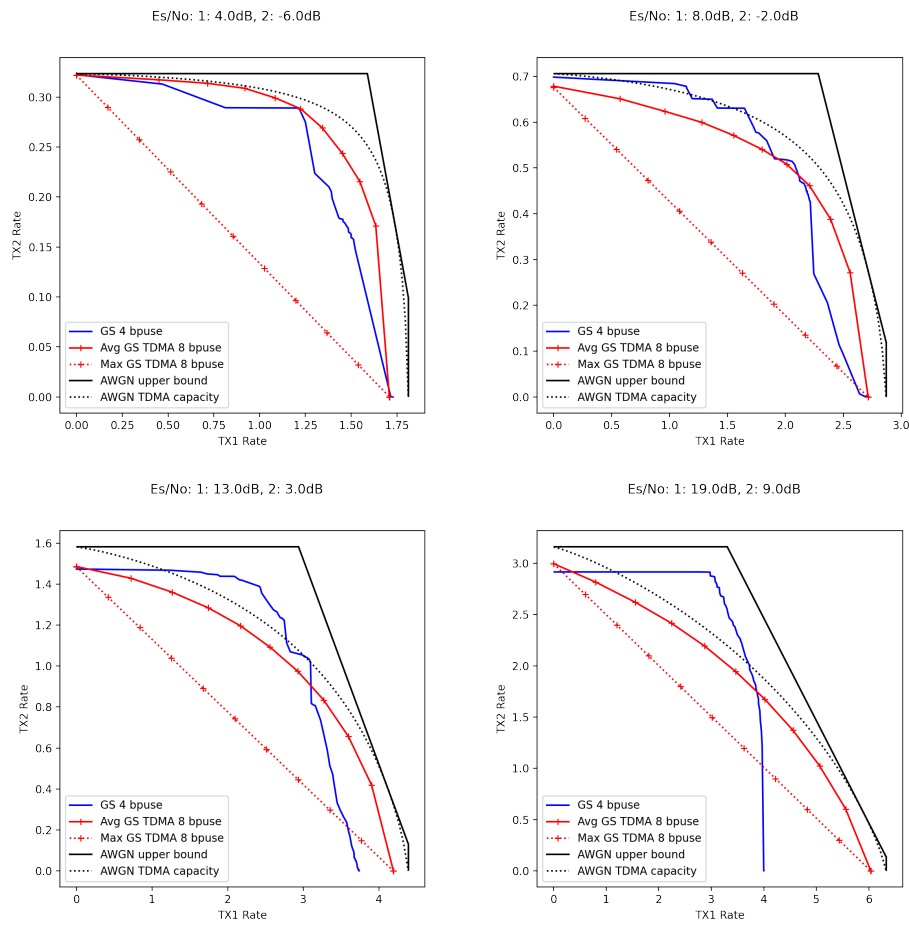 Es/No: 1: 4.0dB, 2: -6.0dB
TX2 Rate
0.30
0.25
0.20
0.15
0.10
0.05
0.00
GS 4 bpuse
Avg GS TDMA 8 bpuse
Max GS TDMA 8 bpuse
AWGN upper bound
AWGN TDMA capacity
0.00 0.25 0.50 0.75 1.00 1.25 1.50 1.75
TX1 Rate
Es/No: 1: 8.0dB, 2: -2.0dB
TX2 Rate
0.7
0.6
0.5
0.4
0.3
0.2
0.1
0.0
GS 4 bpuse
Avg GS TDMA 8 bpuse
Max GS TDMA 8 bpuse
AWGN upper bound
AWGN TDMA capacity
0.0 0.5 1.0 1.5 2.0 2.5 3.0
TX1 Rate
Es/No: 1: 13.0dB, 2: 3.0dB
TX2 Rate
1.6
1.4
1.2
1.0
0.8
0.6
0.4
0.2
0.0
GS 4 bpuse
Avg GS TDMA 8 bpuse
Max GS TDMA 8 bpuse
AWGN upper bound
AWGN TDMA capacity
0 1 2 3 4
TX1 Rate
Es/No: 1: 19.0dB, 2: 9.0dB
TX2 Rate
3.0
2.5
2.0
1.5
1.0
0.5
0.0
GS 4 bpuse
Avg GS TDMA 8 bpuse
Max GS TDMA 8 bpuse
AWGN upper bound
AWGN TDMA capacity
0 1 2 3 4 5 6
TX1 Rate